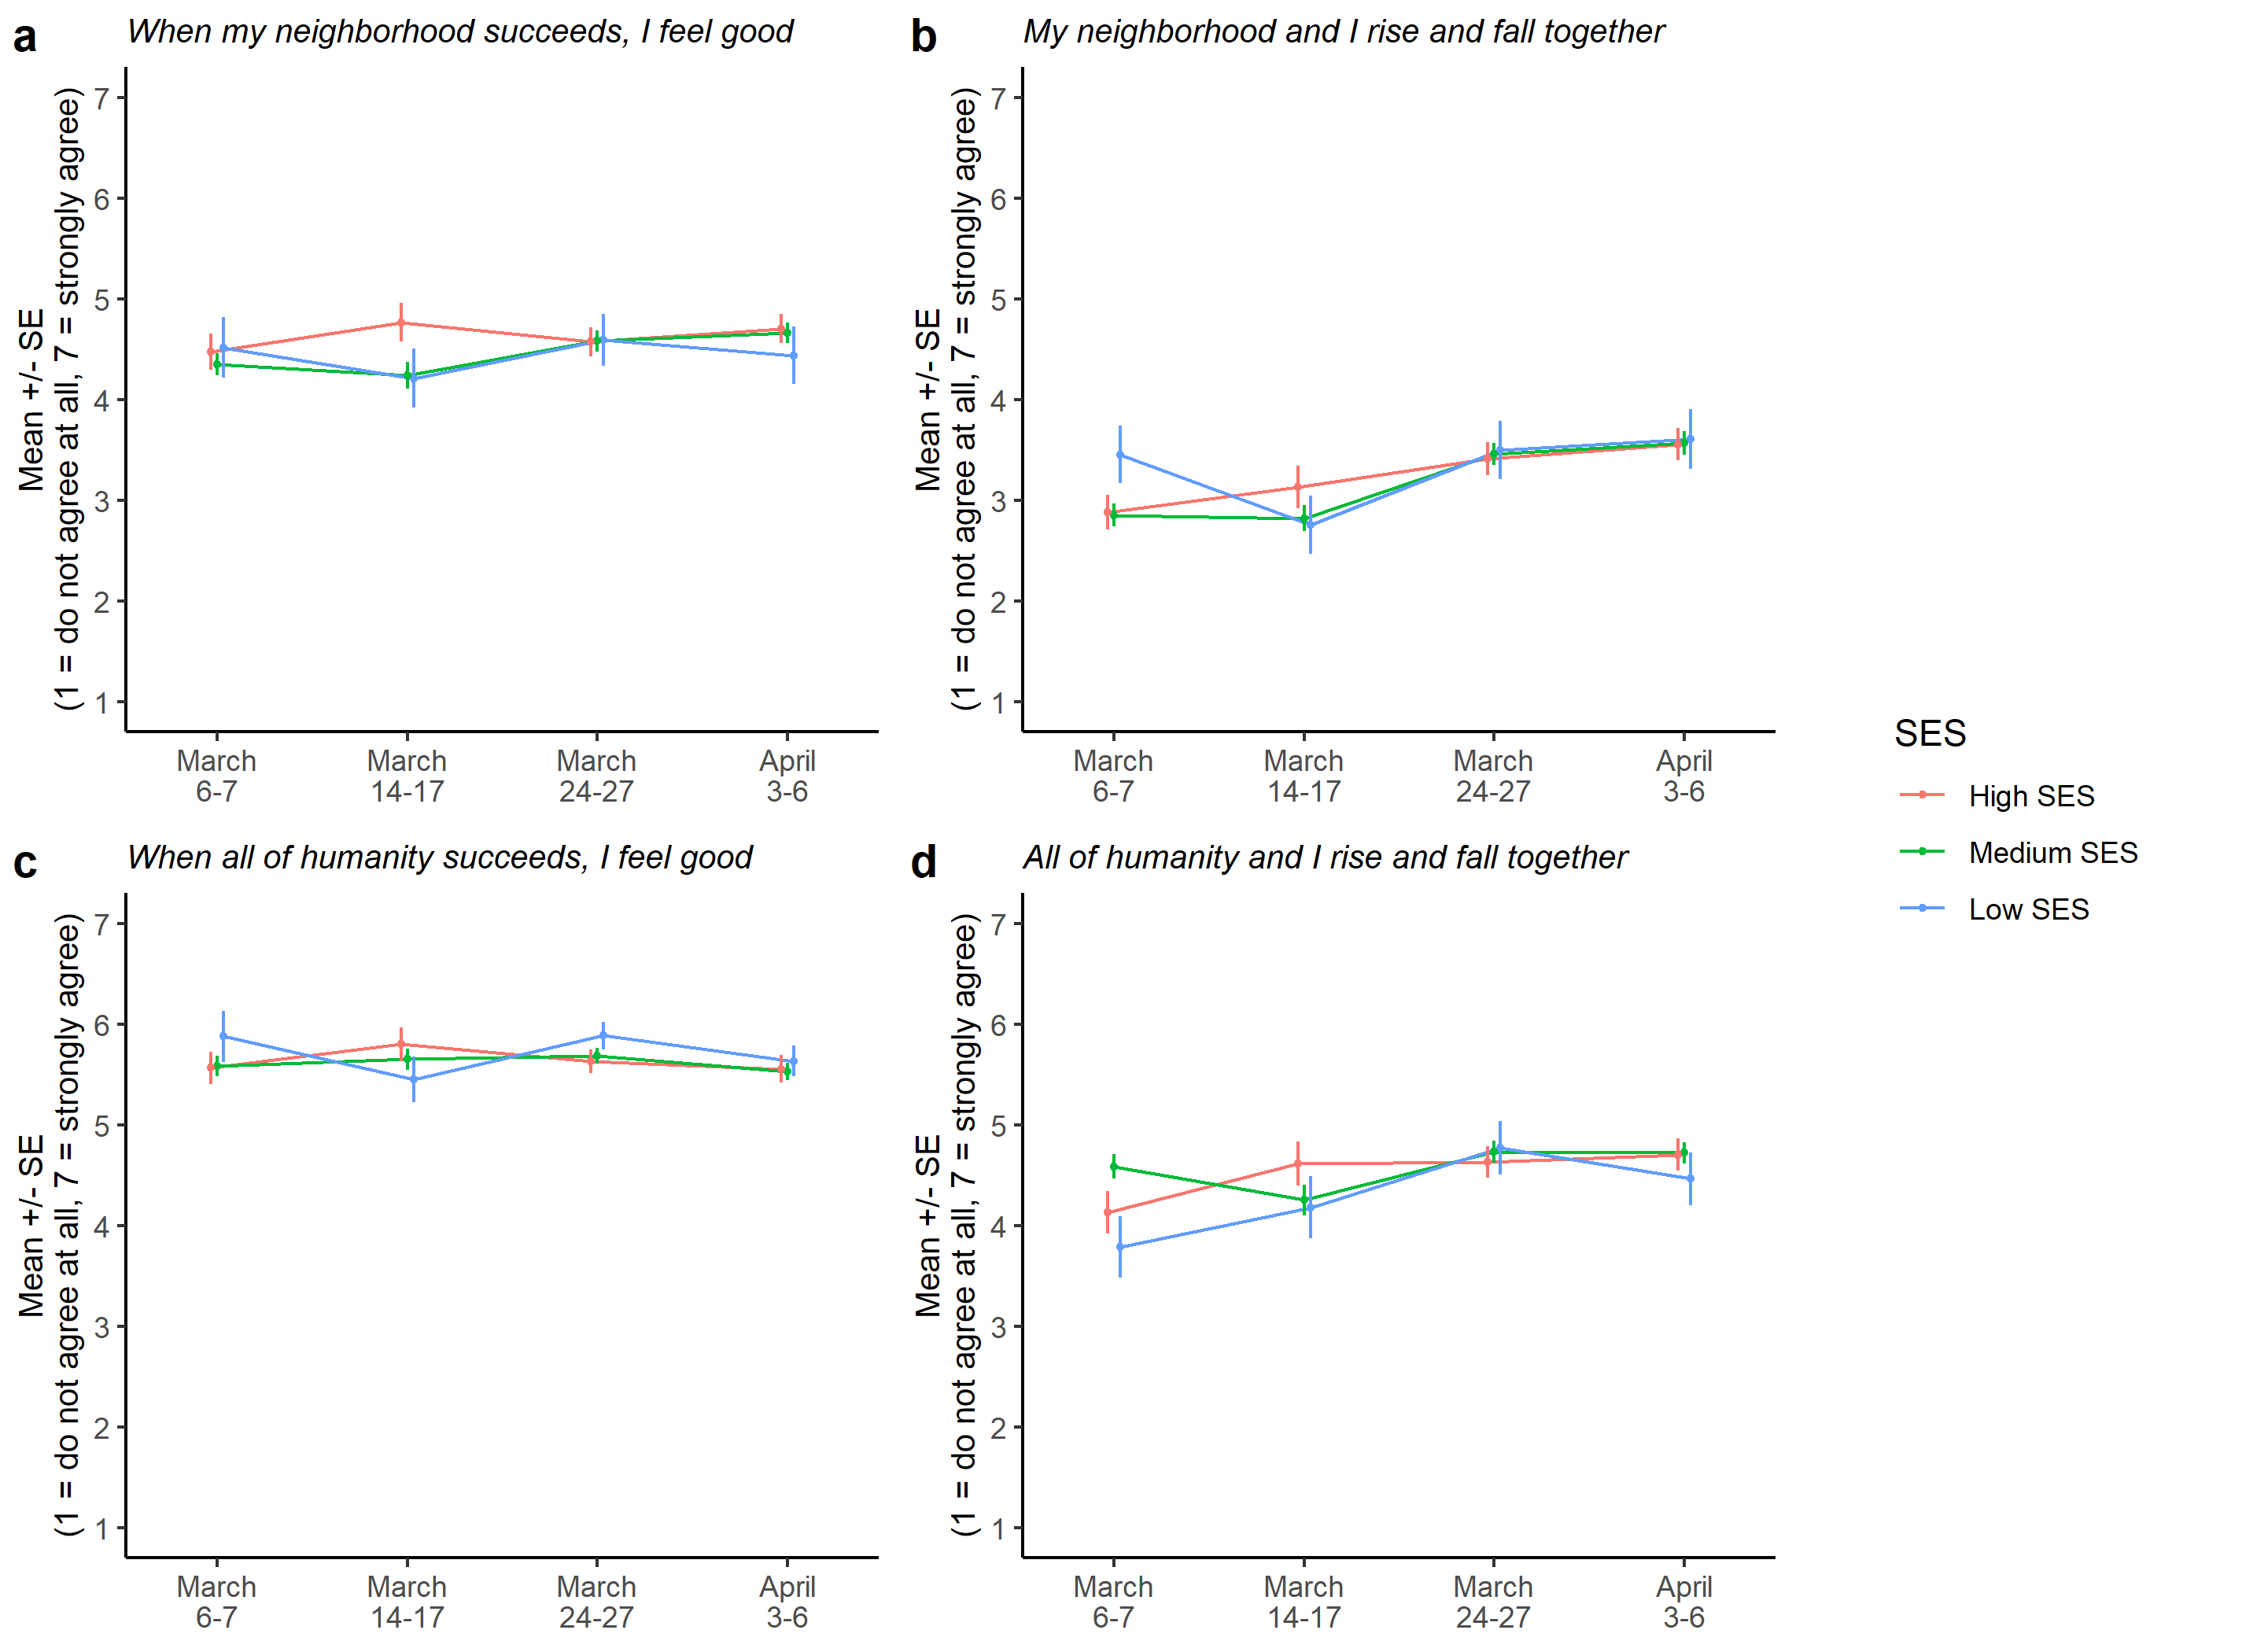 a
When my neighborhood succeeds, I feel good
Mean +/- SE
(1 = do not agree at all, 7 = strongly agree)
7
6
5
4
3
2
1
March
6-7
March
14-17
March
24-27
April
3-6
b
My neighborhood and I rise and fall together
Mean +/- SE
(1 = do not agree at all, 7 = strongly agree)
7
6
5
4
3
2
1
March
6-7
March
14-17
March
24-27
April
3-6
c
When all of humanity succeeds, I feel good
Mean +/- SE
(1 = do not agree at all, 7 = strongly agree)
7
6
5
4
3
2
1
March
6-7
March
14-17
March
24-27
April
3-6
d
All of humanity and I rise and fall together
Mean +/- SE
(1 = do not agree at all, 7 = strongly agree)
7
6
5
4
3
2
1
March
6-7
March
14-17
March
24-27
April
3-6
SES
High SES
Medium SES
Low SES